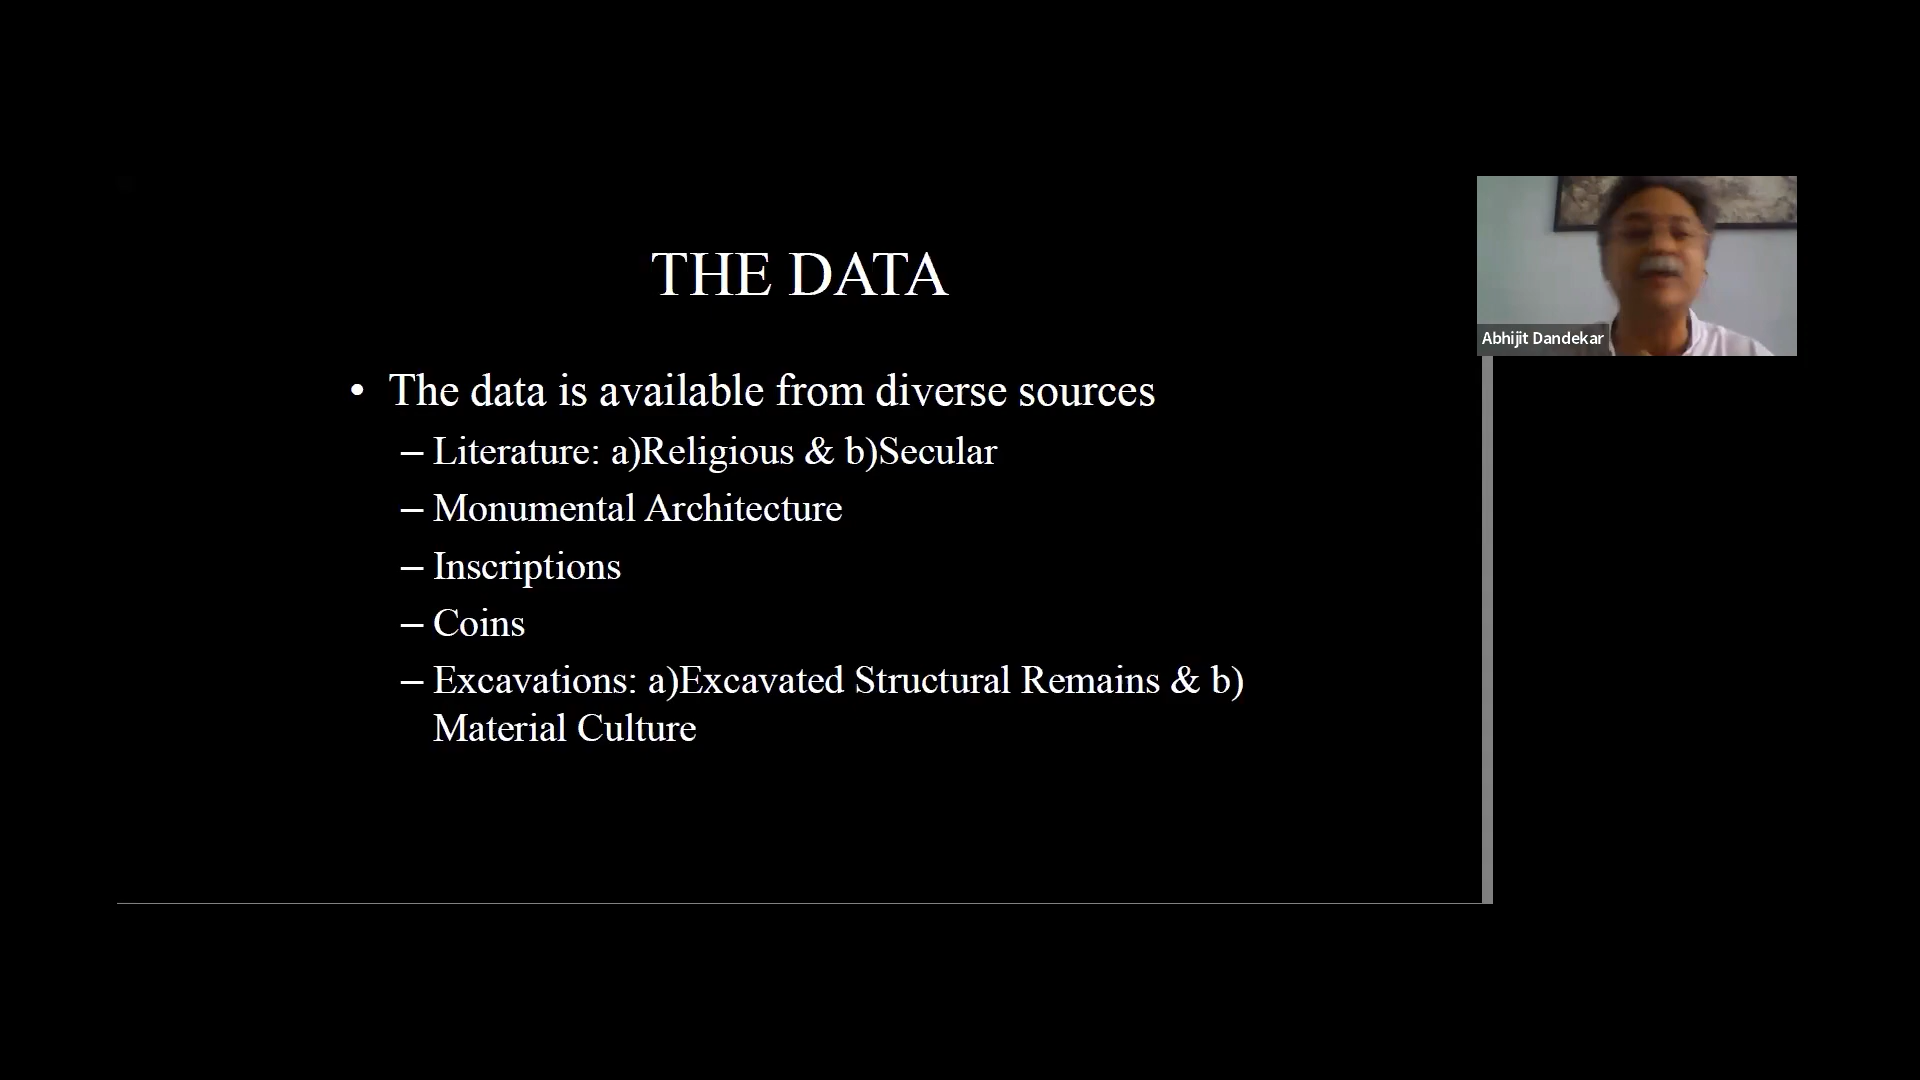 THE DATA
• The data is available from diverse sources
– Literature: a)Religious & b)Secular
– Monumental Architecture
– Inscriptions
– Coins
– Excavations: a)Excavated Structural Remains & b)
Material Culture
Abhijit Dandekar